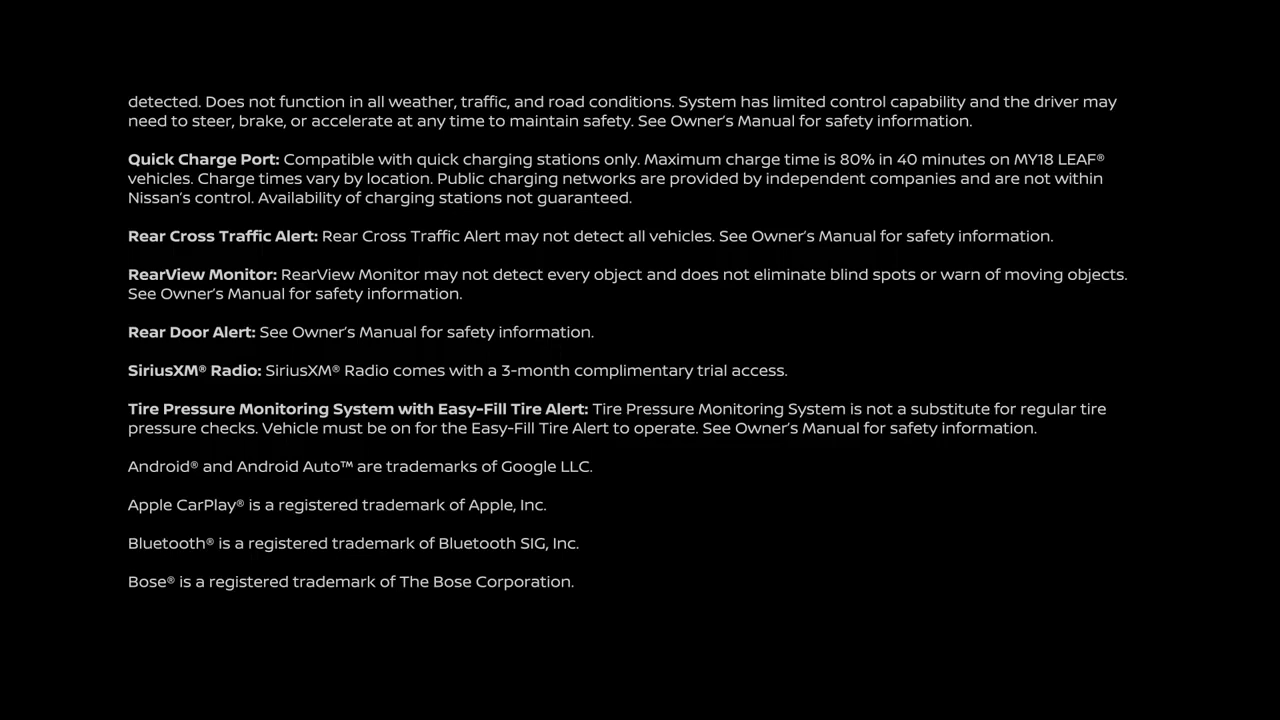 detected. Does not function in all weather, traffic, and road conditions. System has limited control capability and the driver may
need to steer, brake, or accelerate at any time to maintain safety. See Owner's Manual for safety information.
Quick Charge Port: Compatible with quick charging stations only. Maximum charge time is 80% in 40 minutes on MY18 LEAF®
vehicles. Charge times vary by location. Public charging networks are provided by independent companies and are not within
Nissan's control. Availability of charging stations not guaranteed.
Rear Cross Traffic Alert: Rear Cross Traffic Alert may not detect all vehicles. See Owner's Manual for safety information.
RearView Monitor: RearView Monitor may not detect every object and does not eliminate blind spots or warn of moving objects.
See Owner's Manual for safety information.
Rear Door Alert: See Owner's Manual for safety information.
SiriusXM® Radio: SiriusXM® Radio comes with a 3-month complimentary trial access.
Tire Pressure Monitoring System with Easy-Fill Tire Alert: Tire Pressure Monitoring System is not a substitute for regular tire
pressure checks. Vehicle must be on for the Easy-Fill Tire Alert to operate. See Owner's Manual for safety information.
Android® and Android Auto™ are trademarks of Google LLC.
Apple CarPlay® is a registered trademark of Apple, Inc.
Bluetooth® is a registered trademark of Bluetooth SIG, Inc.
Bose® is a registered trademark of The Bose Corporation.